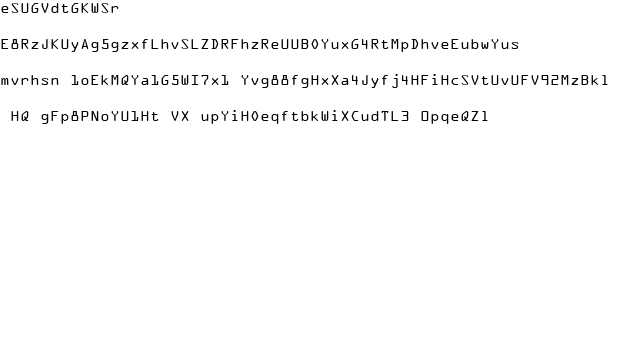 eSUGVdtGKWSr
E8RzJKUyAg5gzxfLhvSLZDRFhzReUUB0YuxG4RtMpDhveEubwYus
mvrhsn 1oEkMQYa1G5WI7x1 Yvg88fgHxXa4Jyfj4HFiHcSVtUvUFV92MzBk1
HQ gFp8PNoYU1Ht VX upYiH0eqftbkWiXCudTL3 OpqeQZ1